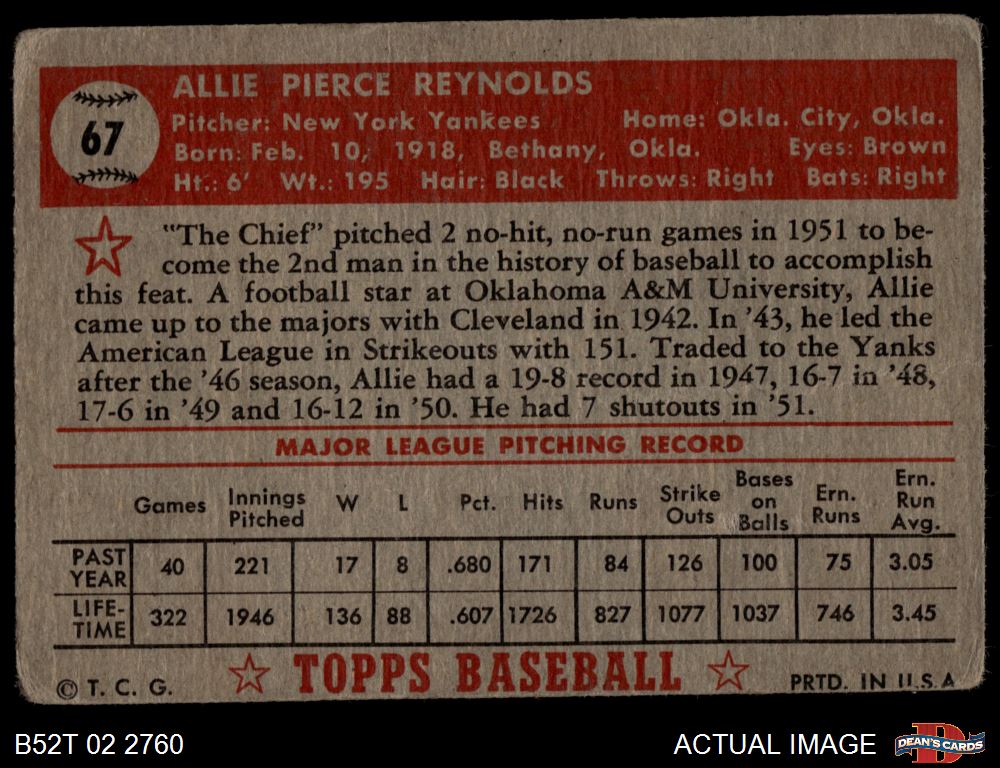 67
ALLIE PIERCE REYNOLDS
Pitcher: New York Yankees Home: Okla. City, Okla.
Born: Feb. 10, 1918, Bethany, Okla. Eyes: Brown
Ht.: 6' Wt.: 195 Hair: Black Throws: Right Bats: Right
"The Chief" pitched 2 no-hit, no-run games in 1951 to be-
come the 2nd man in the history of baseball to accomplish
this feat. A football star at Oklahoma A&M University, Allie
came up to the majors with Cleveland in 1942. In '43, he led the
American League in Strikeouts with 151. Traded to the Yanks
after the '46 season, Allie had a 19-8 record in 1947, 16-7 in '48,
17-6 in '49 and 16-12 in '50. He had 7 shutouts in '51.
MAJOR LEAGUE PITCHING RECORD
Games Innings Pitched W L Pct. Hits Runs Strike Outs Bases on Balls Ern. Runs Ern. Run Avg.
PAST YEAR 40 221 17 8 .680 171 84 126 100 75 3.05
LIFE-TIME 322 1946 136 88 .607 1726 827 1077 1037 746 3.45
© T. C. G. TOPPS BASEBALL PRTD. IN U.S.A
B52T 02 2760 ACTUAL IMAGE D DEAN'S CARDS